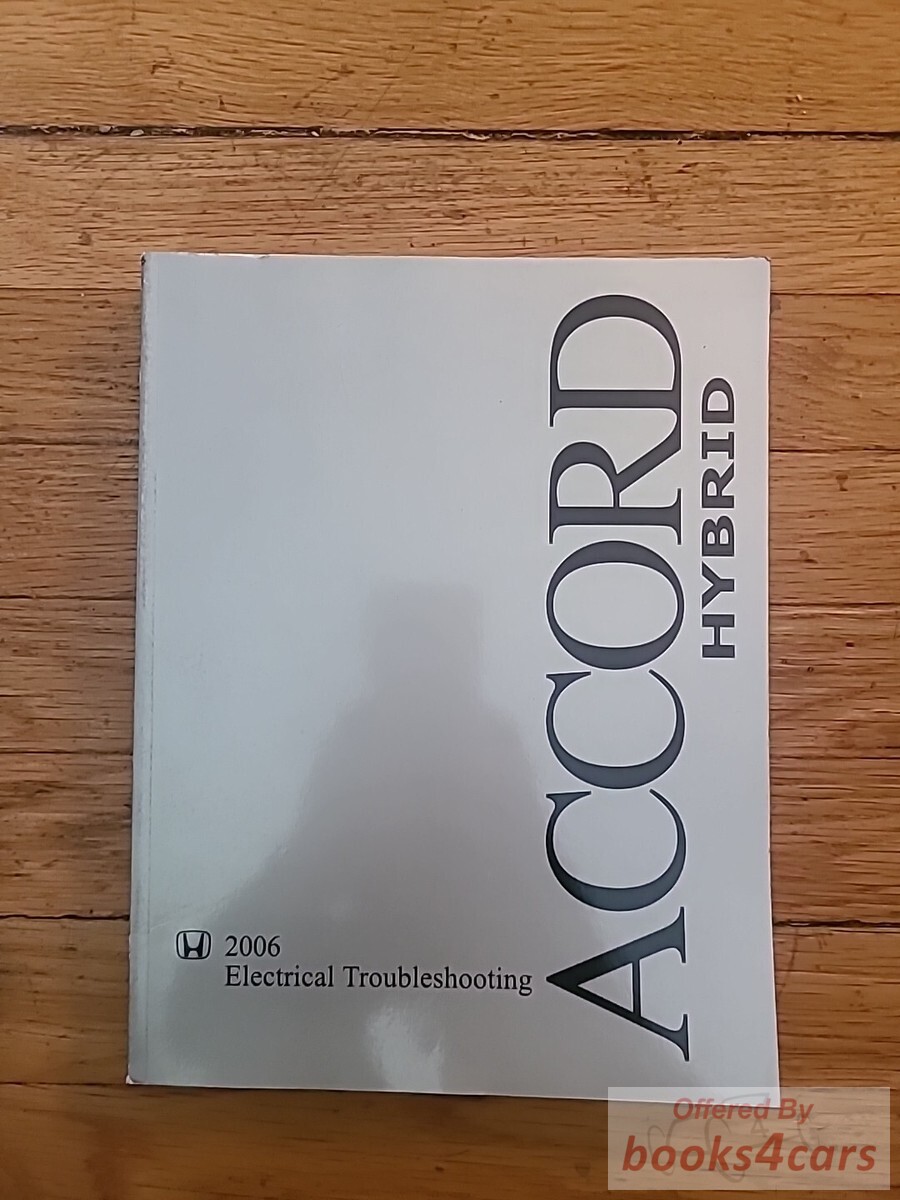 ACCORD
HYBRID
2006
Electrical Troubleshooting
Offered By
books4cars